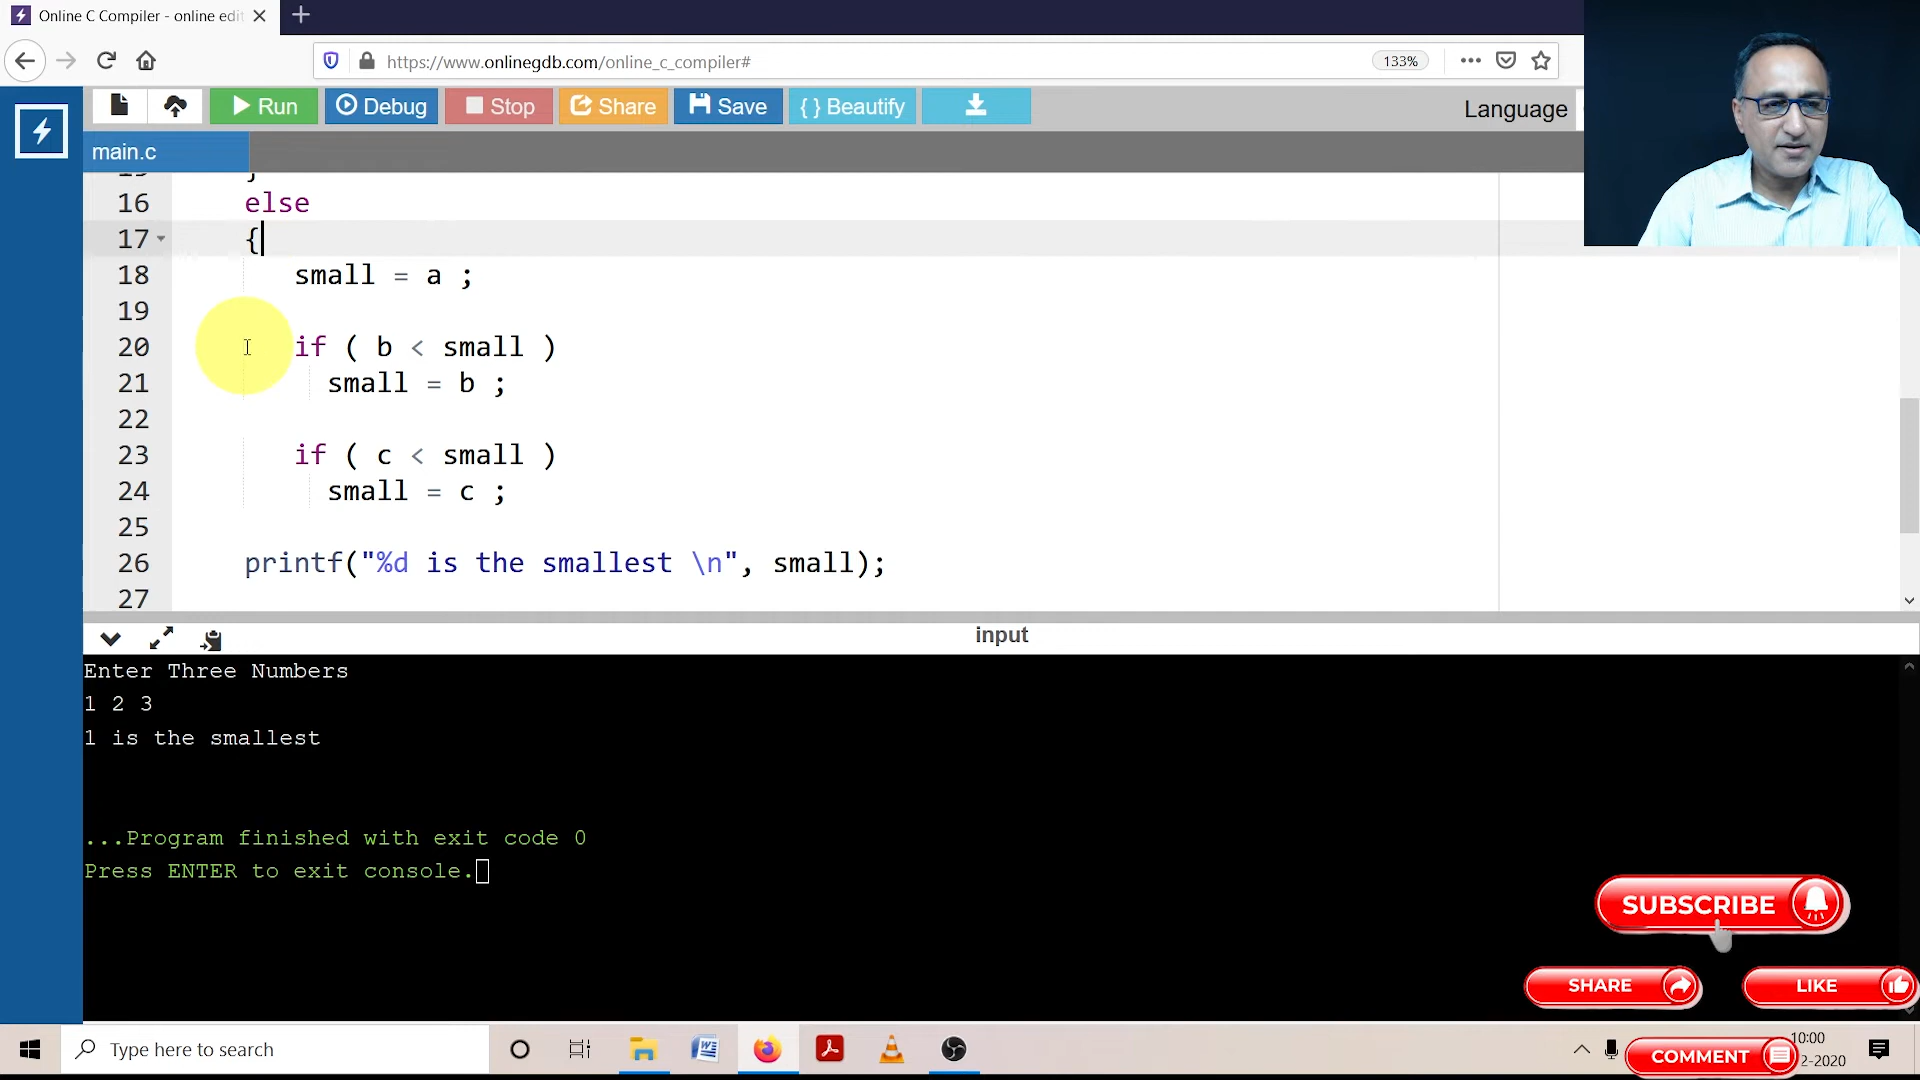 Online C Compiler - online edit
https://www.onlinegdb.com/online_c_compiler#
133%
Run
Debug
Stop
Share
Save
{ } Beautify
Language
main.c
16 else
17 {
18 small = a ;
19
20 if ( b < small )
21 small = b ;
22
23 if ( c < small )
24 small = c ;
25
26 printf("%d is the smallest \n", small);
27
input
Enter Three Numbers
1 2 3
1 is the smallest
...Program finished with exit code 0
Press ENTER to exit console.
SUBSCRIBE
SHARE
LIKE
Type here to search
10:00
COMMENT
2-2020